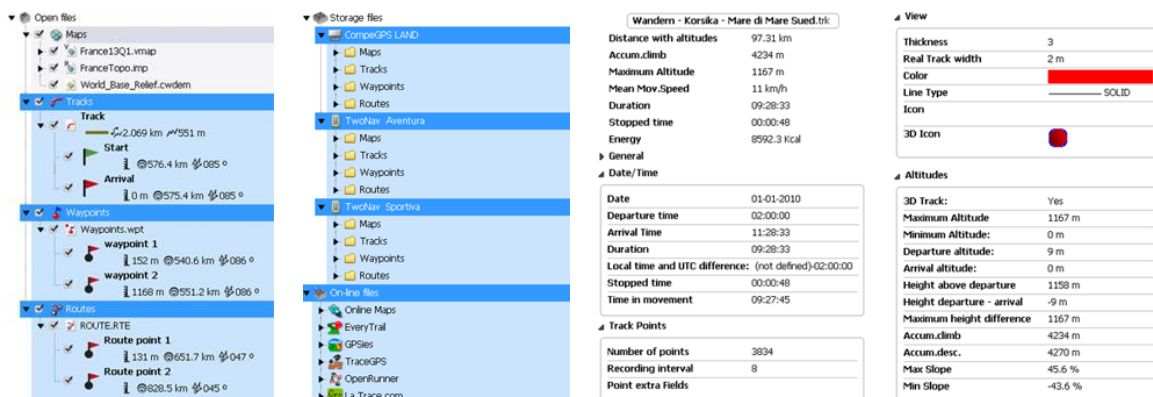 Open files
Maps
France13Q1.vmap
FranceTopo.imp
World_Base_Relief.cwdem
Tracks
Track
2.069 km 551 m
Start
576.4 km 085 º
Arrival
0 m 575.4 km 085 º
Waypoints
Waypoints.wpt
waypoint 1
152 m 540.6 km 086 º
waypoint 2
1168 m 551.2 km 086 º
Routes
ROUTE.RTE
Route point 1
131 m 651.7 km 047 º
Route point 2
828.5 km 045 º
Storage files
CompeGPS LAND
Maps
Tracks
Waypoints
Routes
TwoNav Aventura
Maps
Tracks
Waypoints
Routes
TwoNav Sportiva
Maps
Tracks
Waypoints
Routes
On-line files
Online Maps
EveryTrail
GPSies
TraceGPS
OpenRunner
La Trace.com
Wandern - Korsika - Mare di Mare Sued.trk
Distance with altitudes 97.31 km
Accum.climb 4234 m
Maximum Altitude 1167 m
Mean Mov.Speed 11 km/h
Duration 09:28:33
Stopped time 00:00:48
Energy 8592.3 Kcal
General
Date/Time
Date 01-01-2010
Departure time 02:00:00
Arrival Time 11:28:33
Duration 09:28:33
Local time and UTC difference: (not defined)-02:00:00
Stopped time 00:00:48
Time in movement 09:27:45
Track Points
Number of points 3834
Recording interval 8
Point extra Fields
View
Thickness 3
Real Track width 2 m
Color
Line Type SOLID
Icon
3D Icon
Altitudes
3D Track: Yes
Maximum Altitude 1167 m
Minimum Altitude: 0 m
Departure altitude: 9 m
Arrival altitude: 0 m
Height above departure 1158 m
Height departure - arrival -9 m
Maximum height difference 1167 m
Accum.climb 4234 m
Accum.desc. 4270 m
Max Slope 45.6 %
Min Slope -43.6 %